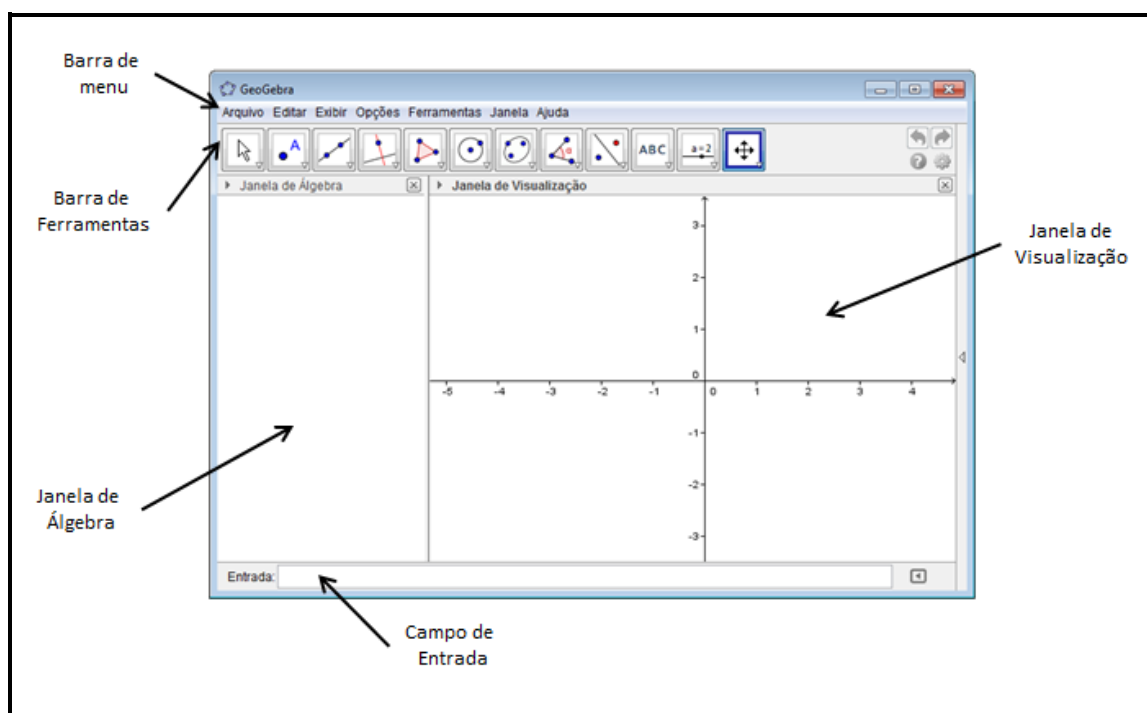 Barra de
menu
GeoGebra
Arquivo Editar Exibir Opções Ferramentas Janela Ajuda
A
ABC
a=2
α
Barra de
Ferramentas
Janela de Álgebra
Janela de Visualização
Janela de
Visualização
3
2
1
0
-5 -4 -3 -2 -1 0 1 2 3 4
-1
-2
-3
Janela de
Álgebra
Entrada:
Campo de
Entrada